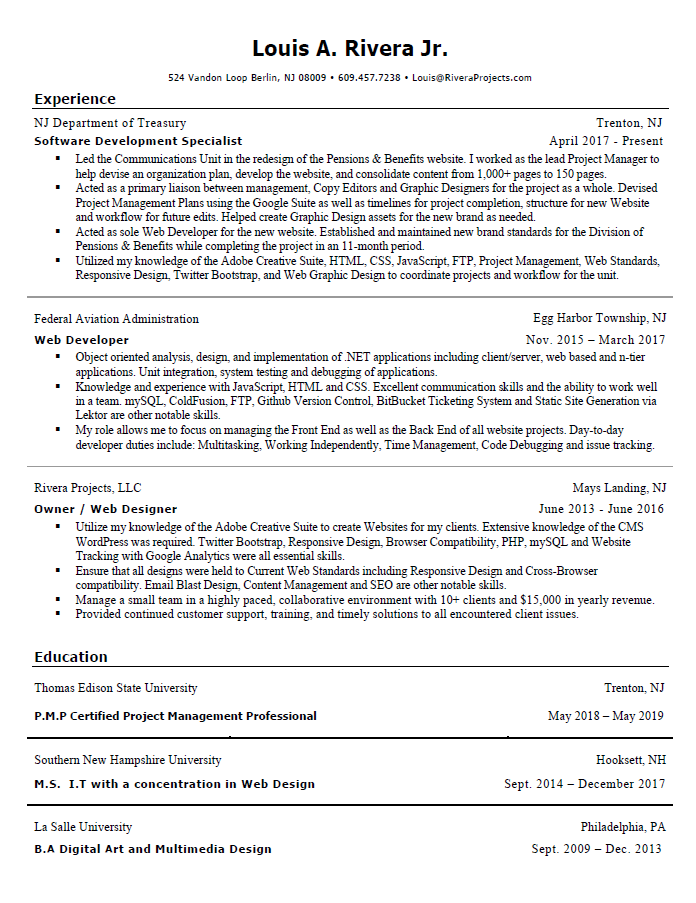 Louis A. Rivera Jr.
524 Vandon Loop Berlin, NJ 08009 • 609.457.7238 • Louis@RiveraProjects.com
Experience
NJ Department of Treasury Trenton, NJ
Software Development Specialist April 2017 - Present
▪ Led the Communications Unit in the redesign of the Pensions & Benefits website. I worked as the lead Project Manager to
help devise an organization plan, develop the website, and consolidate content from 1,000+ pages to 150 pages.
▪ Acted as a primary liaison between management, Copy Editors and Graphic Designers for the project as a whole. Devised
Project Management Plans using the Google Suite as well as timelines for project completion, structure for new Website
and workflow for future edits. Helped create Graphic Design assets for the new brand as needed.
▪ Acted as sole Web Developer for the new website. Established and maintained new brand standards for the Division of
Pensions & Benefits while completing the project in an 11-month period.
▪ Utilized my knowledge of the Adobe Creative Suite, HTML, CSS, JavaScript, FTP, Project Management, Web Standards,
Responsive Design, Twitter Bootstrap, and Web Graphic Design to coordinate projects and workflow for the unit.
Federal Aviation Administration Egg Harbor Township, NJ
Web Developer Nov. 2015 – March 2017
▪ Object oriented analysis, design, and implementation of .NET applications including client/server, web based and n-tier
applications. Unit integration, system testing and debugging of applications.
▪ Knowledge and experience with JavaScript, HTML and CSS. Excellent communication skills and the ability to work well
in a team. mySQL, ColdFusion, FTP, Github Version Control, BitBucket Ticketing System and Static Site Generation via
Lektor are other notable skills.
▪ My role allows me to focus on managing the Front End as well as the Back End of all website projects. Day-to-day
developer duties include: Multitasking, Working Independently, Time Management, Code Debugging and issue tracking.
Rivera Projects, LLC Mays Landing, NJ
Owner / Web Designer June 2013 - June 2016
▪ Utilize my knowledge of the Adobe Creative Suite to create Websites for my clients. Extensive knowledge of the CMS
WordPress was required. Twitter Bootstrap, Responsive Design, Browser Compatibility, PHP, mySQL and Website
Tracking with Google Analytics were all essential skills.
▪ Ensure that all designs were held to Current Web Standards including Responsive Design and Cross-Browser
compatibility. Email Blast Design, Content Management and SEO are other notable skills.
▪ Manage a small team in a highly paced, collaborative environment with 10+ clients and $15,000 in yearly revenue.
▪ Provided continued customer support, training, and timely solutions to all encountered client issues.
Education
Thomas Edison State University Trenton, NJ
P.M.P Certified Project Management Professional May 2018 – May 2019
Southern New Hampshire University Hooksett, NH
M.S. I.T with a concentration in Web Design Sept. 2014 – December 2017
La Salle University Philadelphia, PA
B.A Digital Art and Multimedia Design Sept. 2009 – Dec. 2013